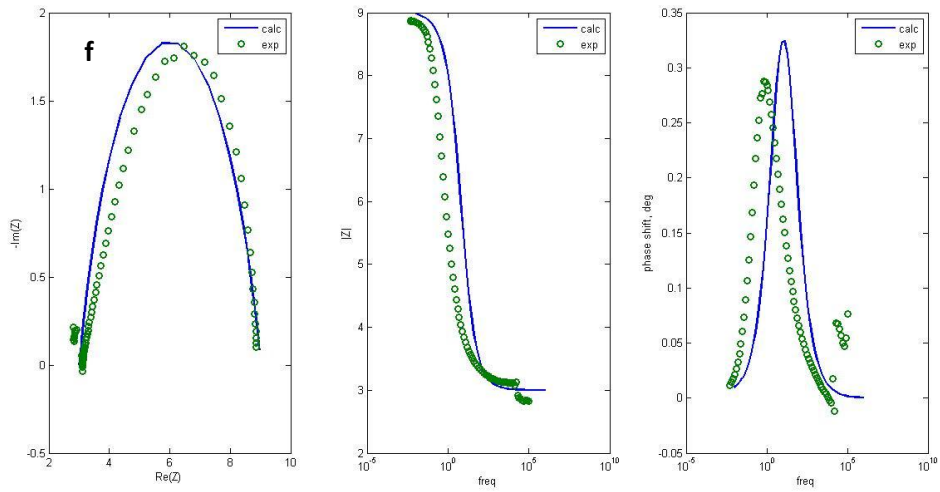 f
calc
exp
2
1.5
1
0.5
0
-0.5
2 4 6 8 10
-Im(Z)
Re(Z)
calc
exp
9
8
7
6
5
4
3
2
10^-5 10^0 10^5 10^10
|Z|
freq
calc
exp
0.35
0.3
0.25
0.2
0.15
0.1
0.05
0
-0.05
10^-5 10^0 10^5 10^10
phase shift, deg
freq